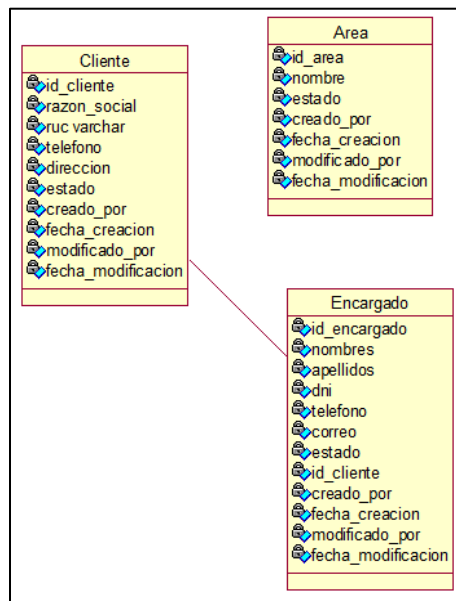 Cliente
id_cliente
razon_social
ruc varchar
telefono
direccion
estado
creado_por
fecha_creacion
modificado_por
fecha_modificacion
Area
id_area
nombre
estado
creado_por
fecha_creacion
modificado_por
fecha_modificacion
Encargado
id_encargado
nombres
apellidos
dni
telefono
correo
estado
id_cliente
creado_por
fecha_creacion
modificado_por
fecha_modificacion